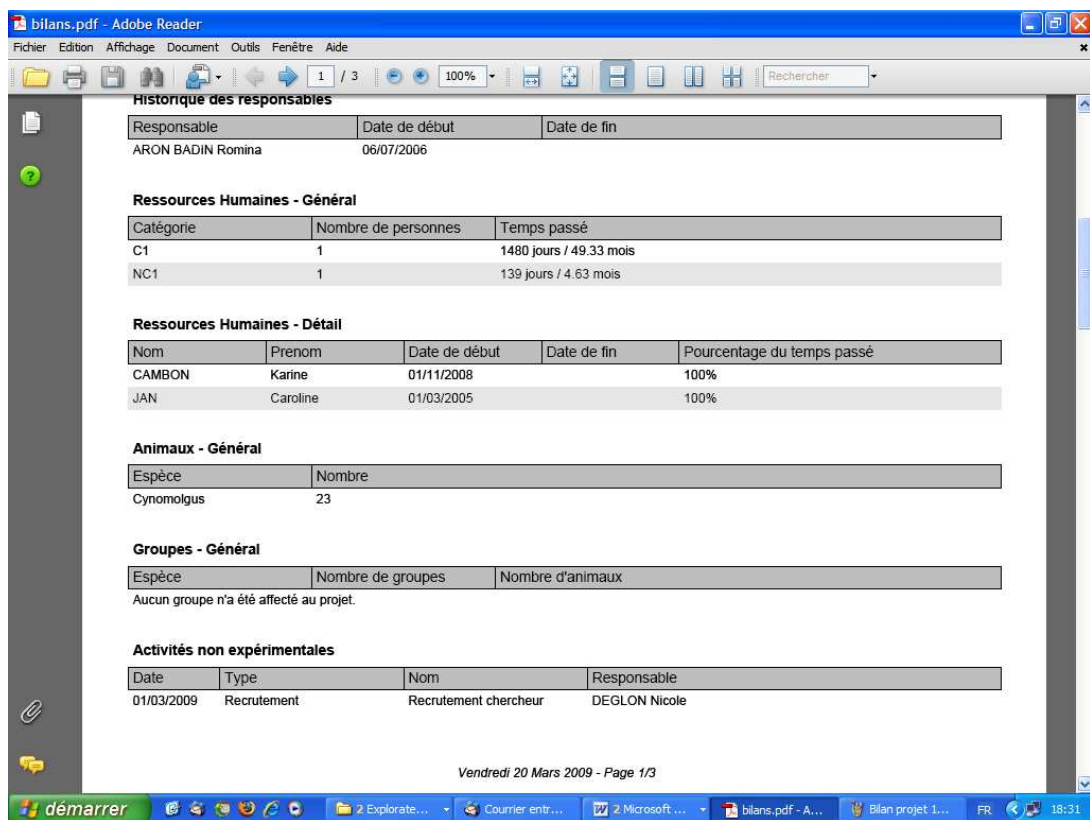 bilans.pdf - Adobe Reader
Fichier Edition Affichage Document Outils Fenêtre Aide
1 / 3 100% Rechercher
Historique des responsables
Responsable Date de début Date de fin
ARON BADIN Romina 06/07/2006
Ressources Humaines - Général
Catégorie Nombre de personnes Temps passé
C1 1 1480 jours / 49.33 mois
NC1 1 139 jours / 4.63 mois
Ressources Humaines - Détail
Nom Prenom Date de début Date de fin Pourcentage du temps passé
CAMBON Karine 01/11/2008 100%
JAN Caroline 01/03/2005 100%
Animaux - Général
Espèce Nombre
Cynomolgus 23
Groupes - Général
Espèce Nombre de groupes Nombre d'animaux
Aucun groupe n'a été affecté au projet.
Activités non expérimentales
Date Type Nom Responsable
01/03/2009 Recrutement Recrutement chercheur DEGLON Nicole
Vendredi 20 Mars 2009 - Page 1/3
démarrer 2 Explorate... Courrier entr... 2 Microsoft ... bilans.pdf - A... Bilan projet 1... FR 18:31